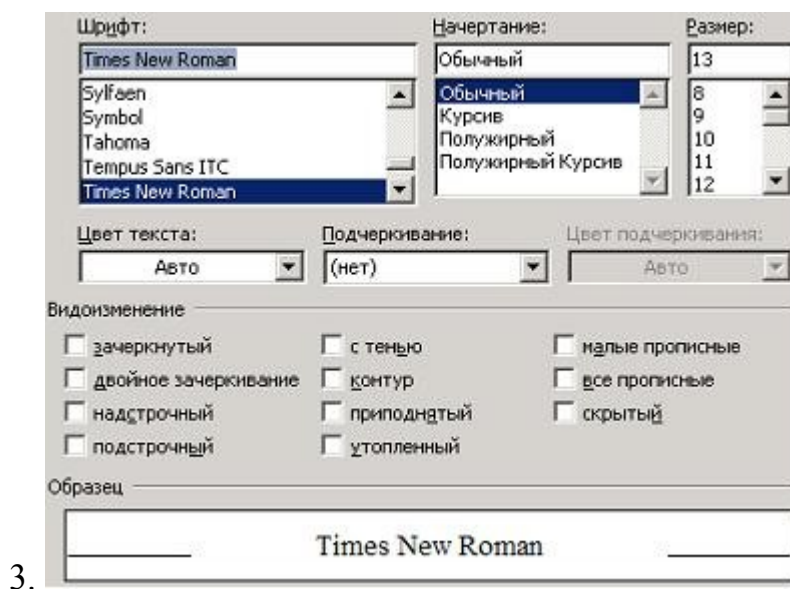 Шрифт: Начертание: Размер:
Times New Roman Обычный 13
Sylfaen Обычный 8
Symbol Курсив 9
Tahoma Полужирный 10
Tempus Sans ITC Полужирный Курсив 11
Times New Roman 12
Цвет текста: Подчеркивание: Цвет подчеркивания:
Авто (нет) Авто
Видоизменение
зачеркнутый с тенью малые прописные
двойное зачеркивание контур все прописные
надстрочный приподнятый скрытый
подстрочный утопленный
Образец
Times New Roman
3.